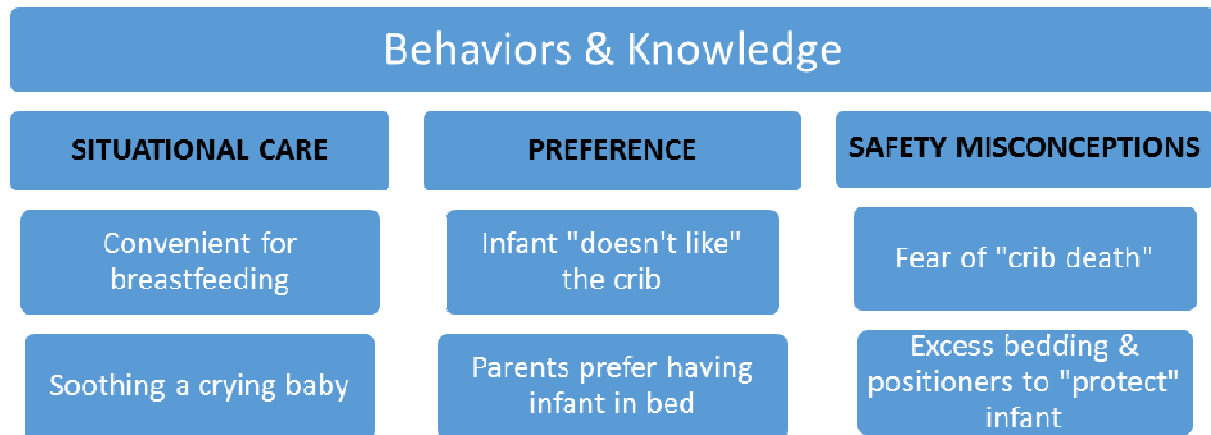 Behaviors & Knowledge
SITUATIONAL CARE
PREFERENCE
SAFETY MISCONCEPTIONS
Convenient for
breastfeeding
Infant "doesn't like"
the crib
Fear of "crib death"
Soothing a crying baby
Parents prefer having
infant in bed
Excess bedding &
positioners to "protect"
infant